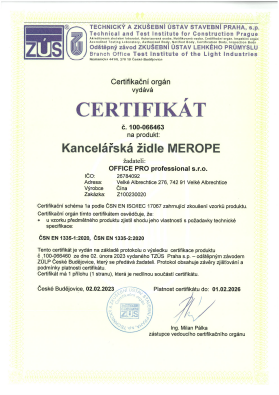 TECHNICKÝ A ZKUŠEBNÍ ÚSTAV STAVEBNÍ PRAHA, s.p.
Technical and Test Institute for Construction Prague
Odštěpný závod ZKUŠEBNÍ ÚSTAV LEHKÉHO PRŮMYSLU
Branch Office Test Institute of the Light Industries
TZÚS
Certifikační orgán
vydává
CERTIFIKÁT
č. 100-066463
na produkt:
Kancelářská židle MEROPE
žadateli:
OFFICE PRO professional s.r.o.
IČO: 28784092
Adresa: Velké Albrechtice 276, 742 91 Velké Albrechtice
Výrobce Čína
Zakázka: Z100230020
Certifikační schéma 1a podle ČSN EN ISO/IEC 17067 zahrnující zkoušení vzorků produktu.
Certifikační orgán tímto certifikátem osvědčuje, že
• u vzorku předmětného produktu zjistil shodu jeho vlastností s požadavky technické
specifikace:
ČSN EN 1335-1:2020, ČSN EN 1335-2:2020
Tento certifikát je vydán na základě protokolu o výsledku certifikace produktu
č. 100-066460 ze dne 02. února 2023 vydaného TZÚS Praha s.p. – odštěpným závodem
ZÚLP České Budějovice, který se předává žadateli. Protokol obsahuje závěry zjišťování a
podmínky platnosti certifikátu.
Certifikát má 1 přílohu (1 stranu), která je nedílnou součástí certifikátu.
České Budějovice, 02.02.2023 Platnost certifikátu do: 01.02.2026
Ing. Milan Pálka
zástupce vedoucího certifikačního orgánu